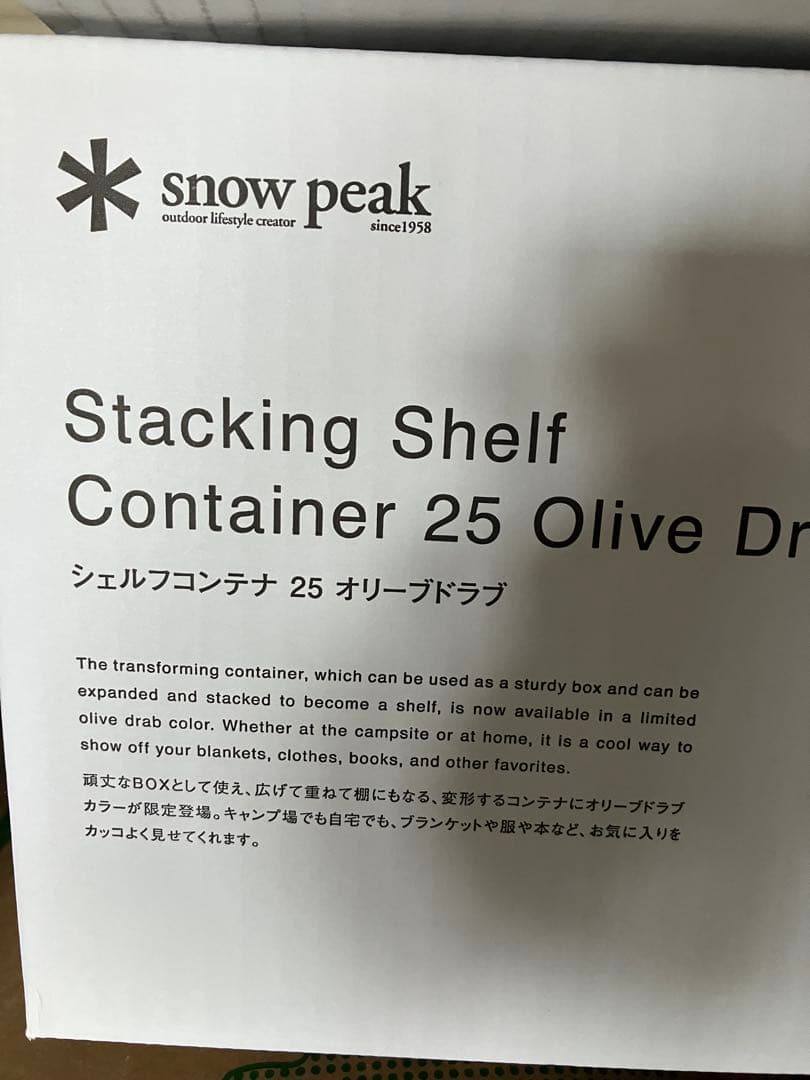 snow peak
outdoor lifestyle creator
since1958
Stacking Shelf
Container 25 Olive Dr
シェルフコンテナ 25 オリーブドラブ
The transforming container, which can be used as a sturdy box and can be
expanded and stacked to become a shelf, is now available in a limited
olive drab color. Whether at the campsite or at home, it is a cool way to
show off your blankets, clothes, books, and other favorites.
頑丈なBOXとして使え、広げて重ねて棚にもなる、変形するコンテナにオリーブドラブ
カラーが限定登場。キャンプ場でも自宅でも、ブランケットや服や本など、お気に入りを
カッコよく見せてくれます。